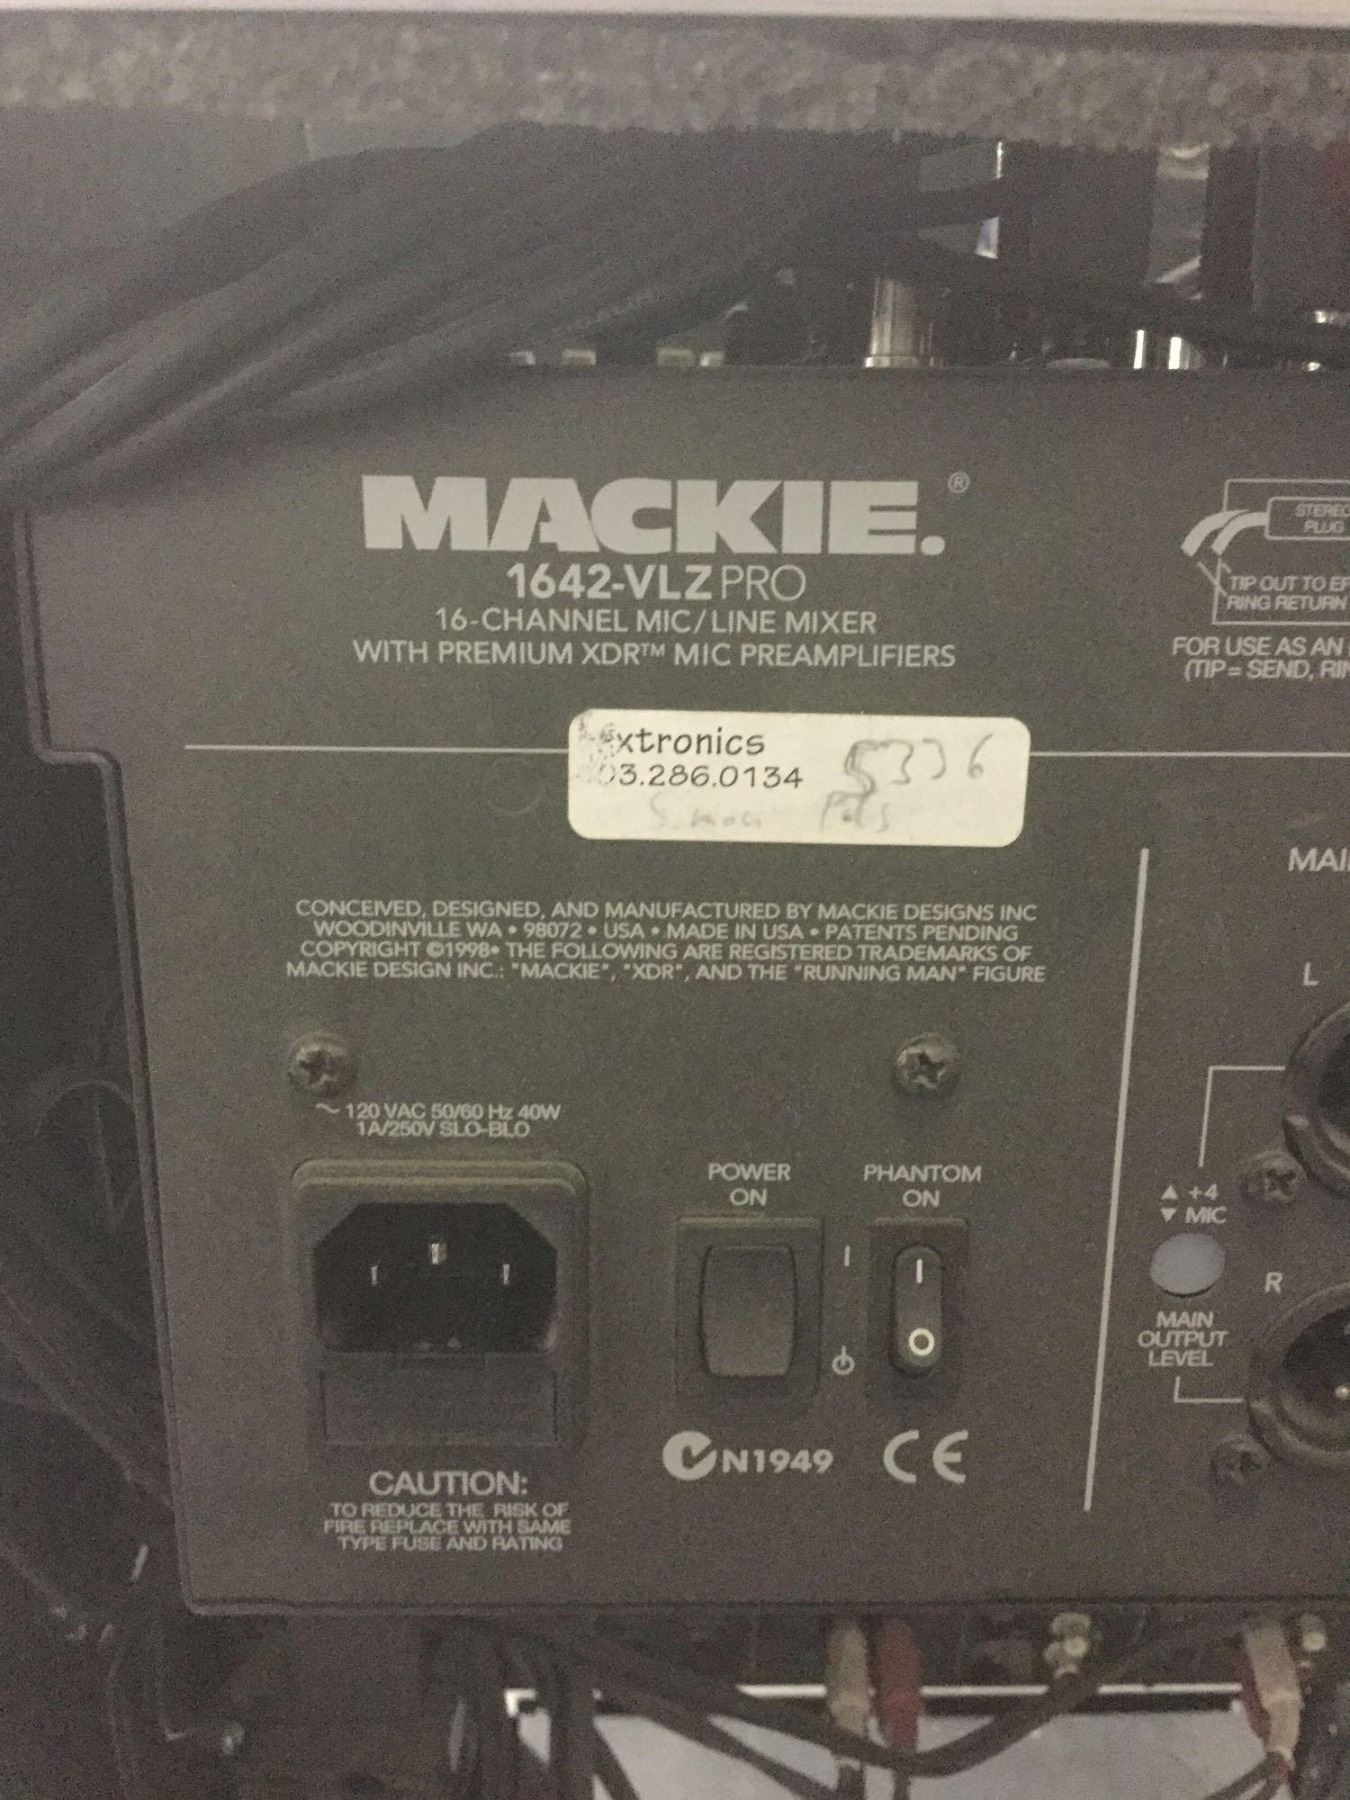 MACKIE.®
1642-VLZ PRO
16-CHANNEL MIC/LINE MIXER
WITH PREMIUM XDR™ MIC PREAMPLIFIERS
STEREO
PLUG
TIP OUT TO
RING RETURN
FOR USE AS AN
(TIP = SEND,
xtronics
03.286.0134
5336
CONCEIVED, DESIGNED, AND MANUFACTURED BY MACKIE DESIGNS INC
WOODINVILLE WA • 98072 • USA • MADE IN USA • PATENTS PENDING
COPYRIGHT ©1998• THE FOLLOWING ARE REGISTERED TRADEMARKS OF
MACKIE DESIGN INC.: "MACKIE", "XDR", AND THE "RUNNING MAN" FIGURE
~ 120 VAC 50/60 Hz 40W
1A/250V SLO-BLO
POWER
ON
PHANTOM
ON
I
I
O
N1949
CE
CAUTION:
TO REDUCE THE RISK OF
FIRE REPLACE WITH SAME
TYPE FUSE AND RATING
MAI
L
▲ +4
▼ MIC
R
MAIN
OUTPUT
LEVEL